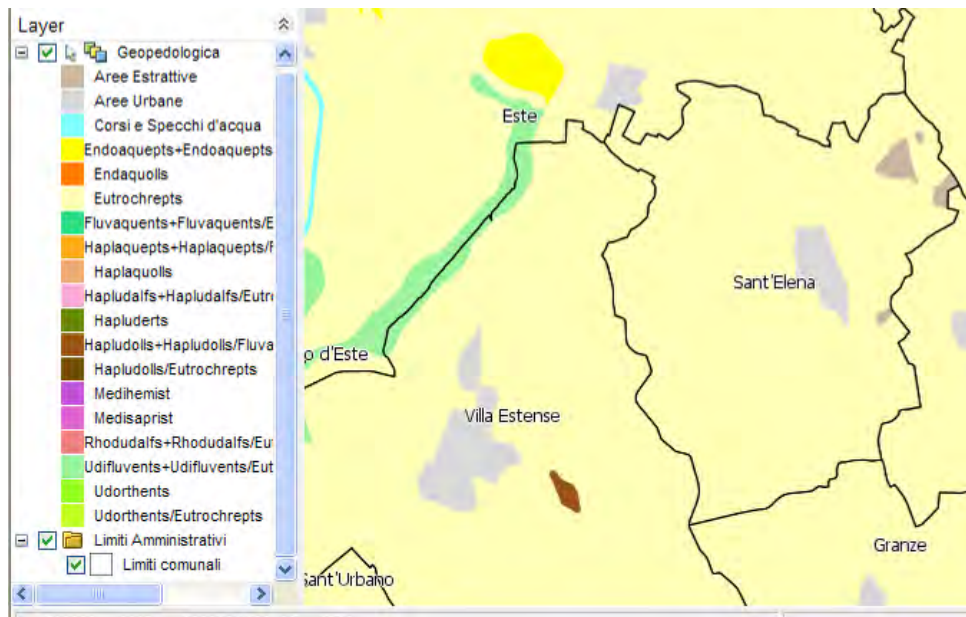 Layer
Geopedologica
Aree Estrattive
Aree Urbane
Corsi e Specchi d'acqua
Endoaquepts+Endoaquepts
Endaquolls
Eutrochrepts
Fluvaquents+Fluvaquents/E
Haplaquepts+Haplaquepts/F
Haplaquolls
Hapludalfs+Hapludalfs/Eutr
Hapluderts
Hapludolls+Hapludolls/Fluva
Hapludolls/Eutrochrepts
Medihemist
Medisaprist
Rhodudalfs+Rhodudalfs/Eu
Udifluvents+Udifluvents/Eut
Udorthents
Udorthents/Eutrochrepts
Limiti Amministrativi
Limiti comunali
Este
Sant'Elena
o d'Este
Villa Estense
Granze
Sant'Urbano